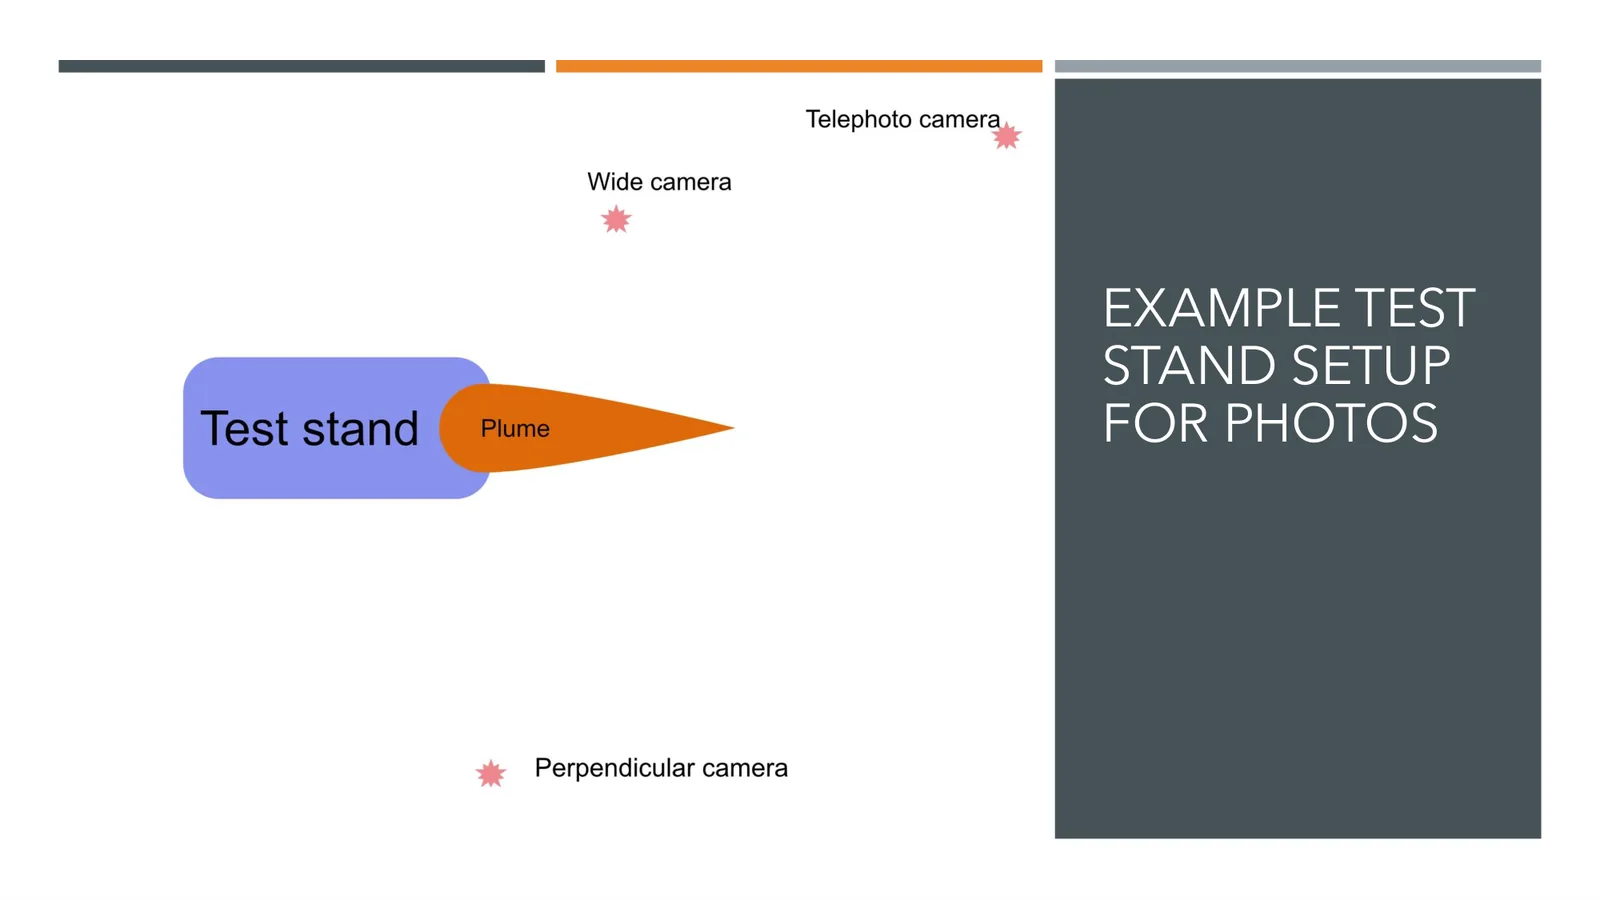 Telephoto camera
Wide camera
Test stand
Plume
Perpendicular camera
EXAMPLE TEST
STAND SETUP
FOR PHOTOS